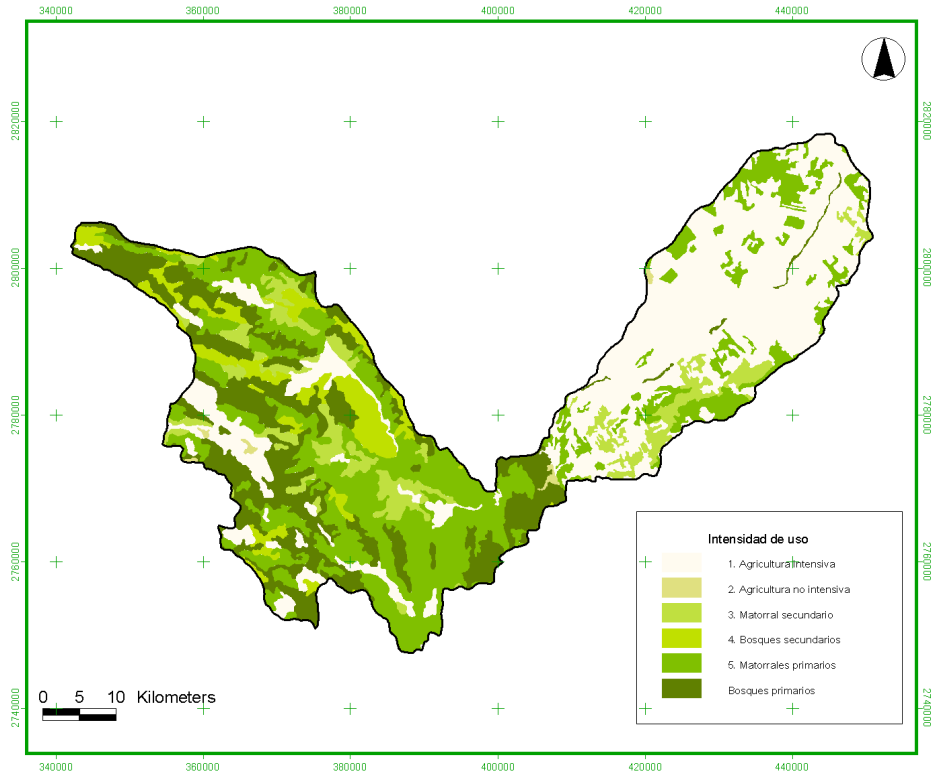 340000 360000 380000 400000 420000 440000
2820000 2820000
2800000 2800000
2780000 2780000
2760000 2760000
2740000 2740000
Intensidad de uso
1. Agricultura Intensiva
2. Agricultura no intensiva
3. Matorral secundario
4. Bosques secundarios
5. Matorrales primarios
Bosques primarios
0 5 10 Kilometers
340000 360000 380000 400000 420000 440000